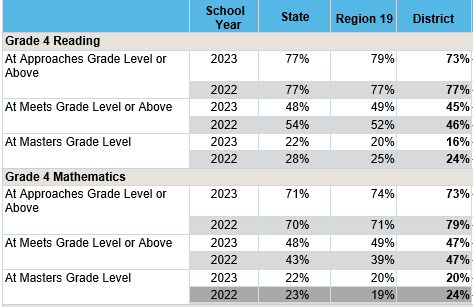 School Year State Region 19 District
Grade 4 Reading
At Approaches Grade Level or Above 2023 77% 79% 73%
2022 77% 77% 77%
At Meets Grade Level or Above 2023 48% 49% 45%
2022 54% 52% 46%
At Masters Grade Level 2023 22% 20% 16%
2022 28% 25% 24%
Grade 4 Mathematics
At Approaches Grade Level or Above 2023 71% 74% 73%
2022 70% 71% 79%
At Meets Grade Level or Above 2023 48% 49% 47%
2022 43% 39% 47%
At Masters Grade Level 2023 22% 20% 20%
2022 23% 19% 24%